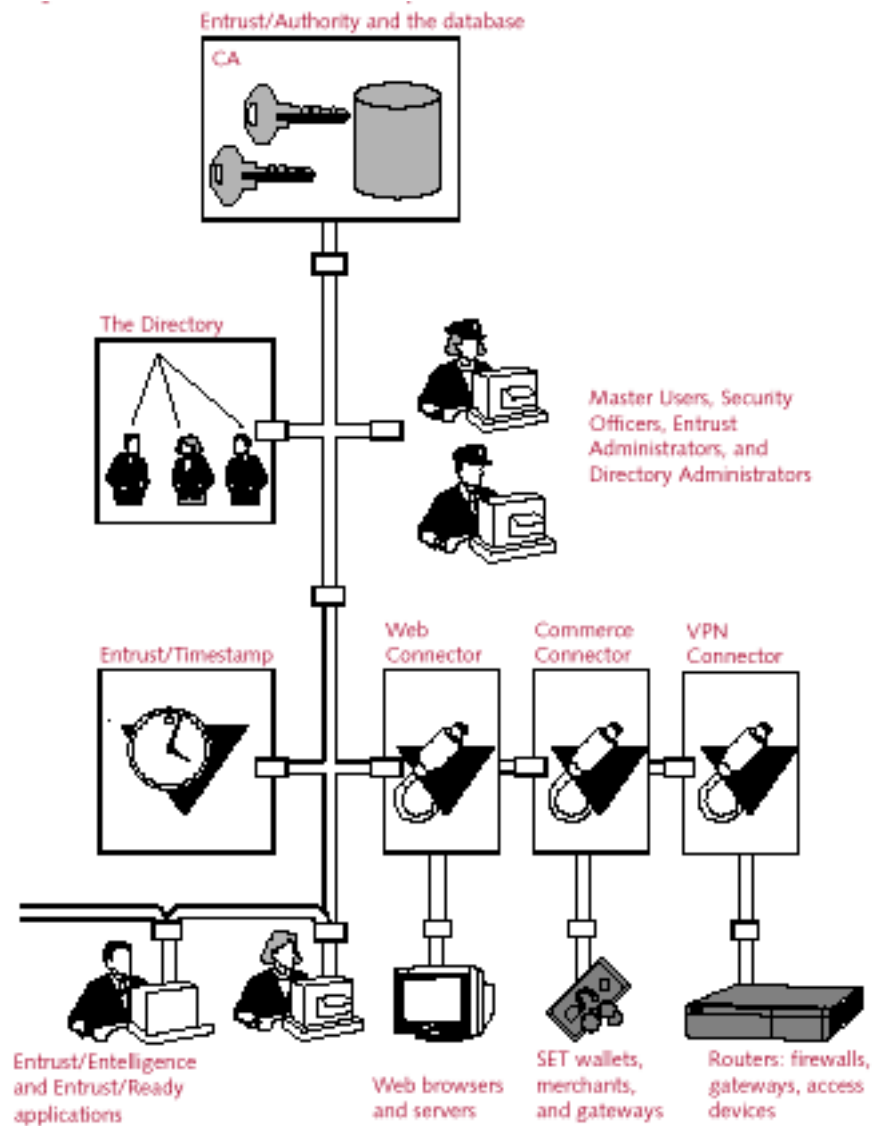 Entrust/Authority and the database
CA
The Directory
Master Users, Security
Officers, Entrust
Administrators, and
Directory Administrators
Entrust/Timestamp
Web
Connector
Commerce
Connector
VPN
Connector
Entrust/Entelligence
and Entrust/Ready
applications
Web browsers
and servers
SET wallets,
merchants,
and gateways
Routers: firewalls,
gateways, access
devices